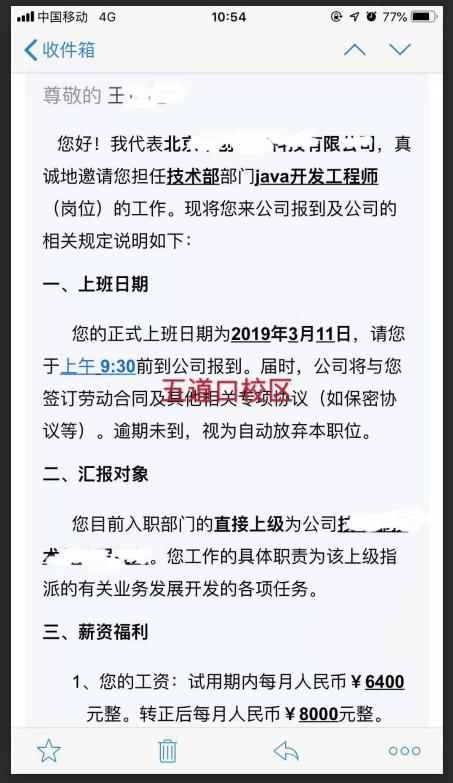 中国移动 4G 10:54 77%
收件箱
尊敬的 王
您好！我代表北京 科技有限公司，真
诚地邀请您担任技术部部门java开发工程师
（岗位）的工作。现将您来公司报到及公司的
相关规定说明如下：
一、上班日期
您的正式上班日期为2019年3月11日，请您
于上午 9:30前到公司报到。届时，公司将与您
签订劳动合同及其他相关专项协议（如保密协
五道口校区
议等）。逾期未到，视为自动放弃本职位。
二、汇报对象
您目前入职部门的直接上级为公司
。您工作的具体职责为该上级指
派的有关业务发展开发的各项任务。
三、薪资福利
1、您的工资：试用期内每月人民币￥6400
元整。转正后每月人民币￥8000元整。